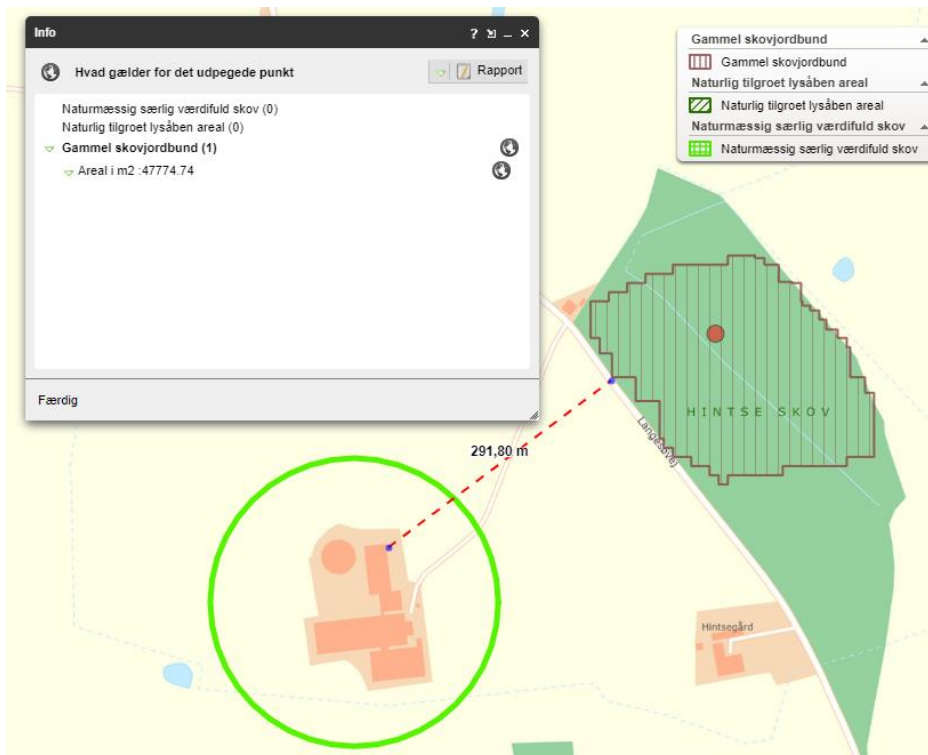 Info
Hvad gælder for det udpegede punkt
Rapport
Naturmæssig særlig værdifuld skov (0)
Naturlig tilgroet lysåben areal (0)
Gammel skovjordbund (1)
Areal i m2 :47774.74
Færdig
Gammel skovjordbund
Gammel skovjordbund
Naturlig tilgroet lysåben areal
Naturlig tilgroet lysåben areal
Naturmæssig særlig værdifuld skov
Naturmæssig særlig værdifuld skov
HINTSE SKOV
Langesøvej
291,80 m
Hintsegård